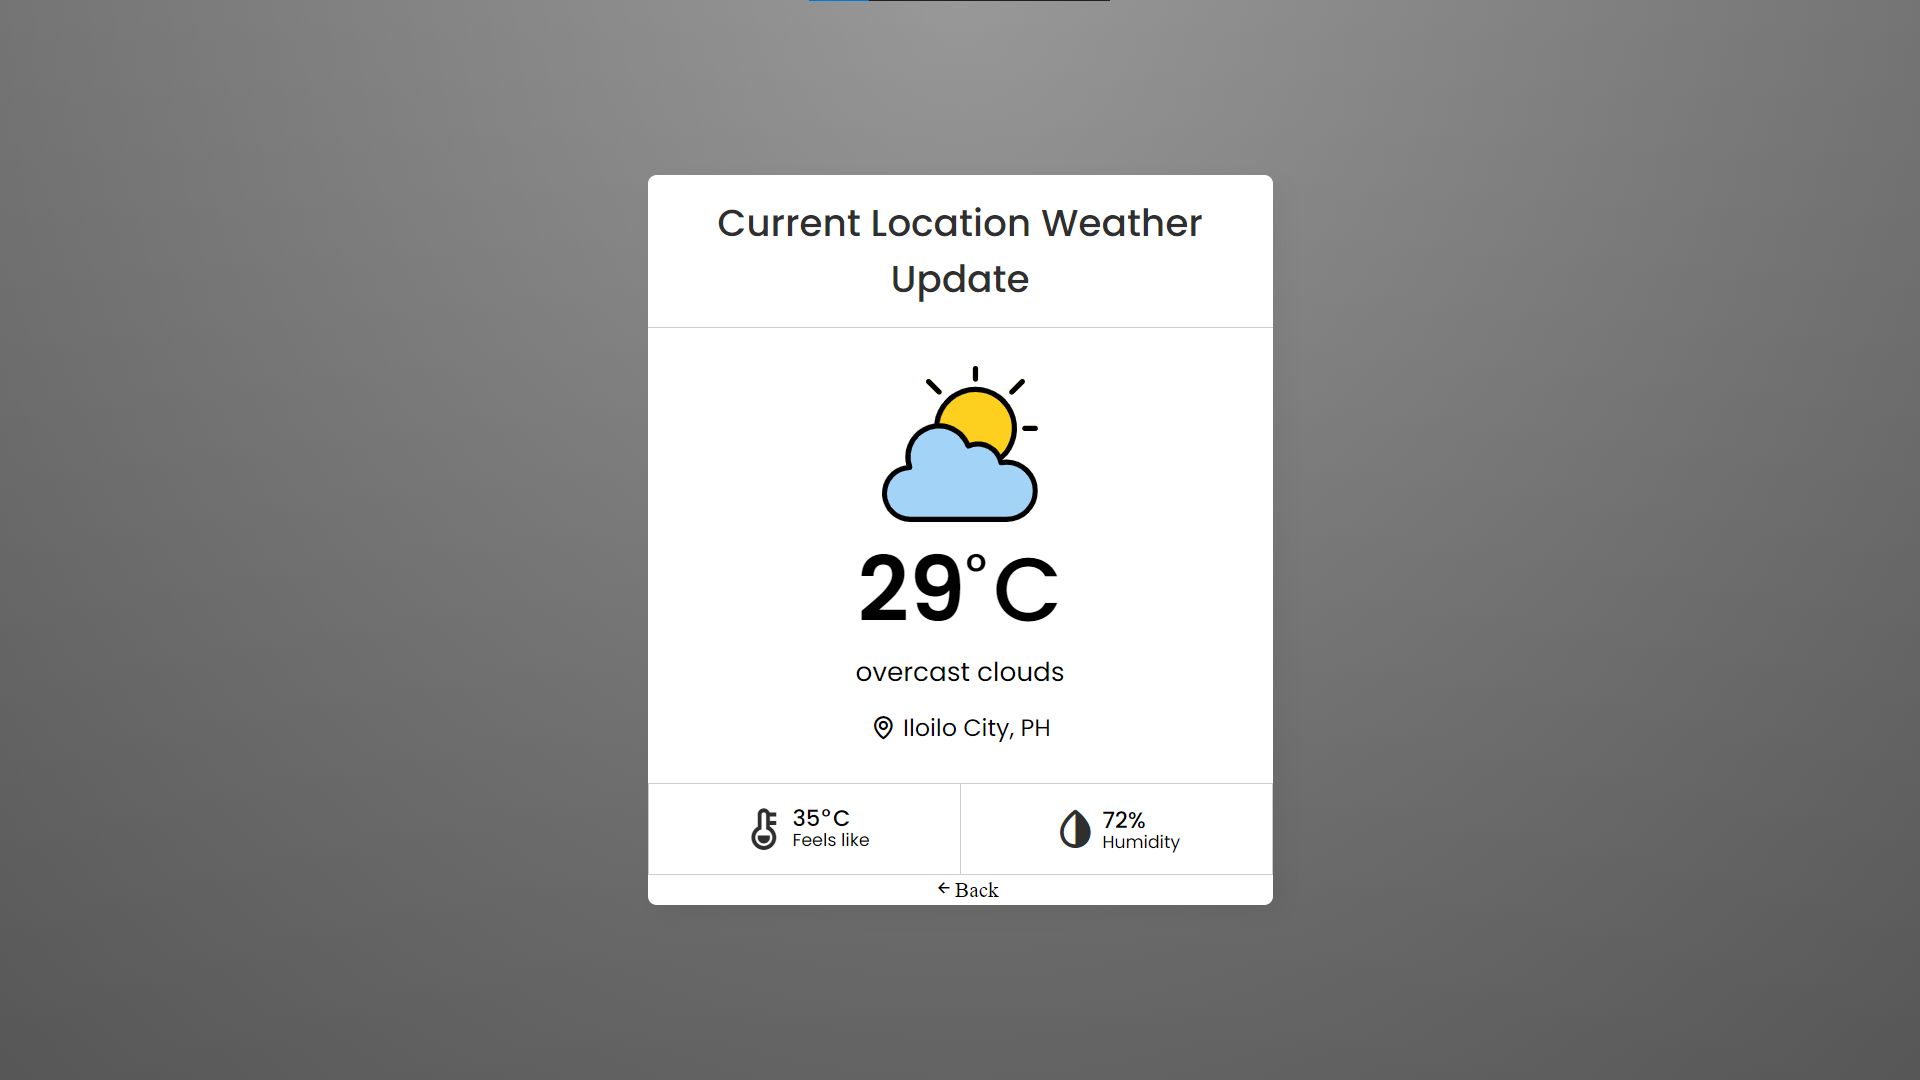 Current Location Weather
Update
29°C
overcast clouds
Iloilo City, PH
35°C
Feels like
72%
Humidity
Back